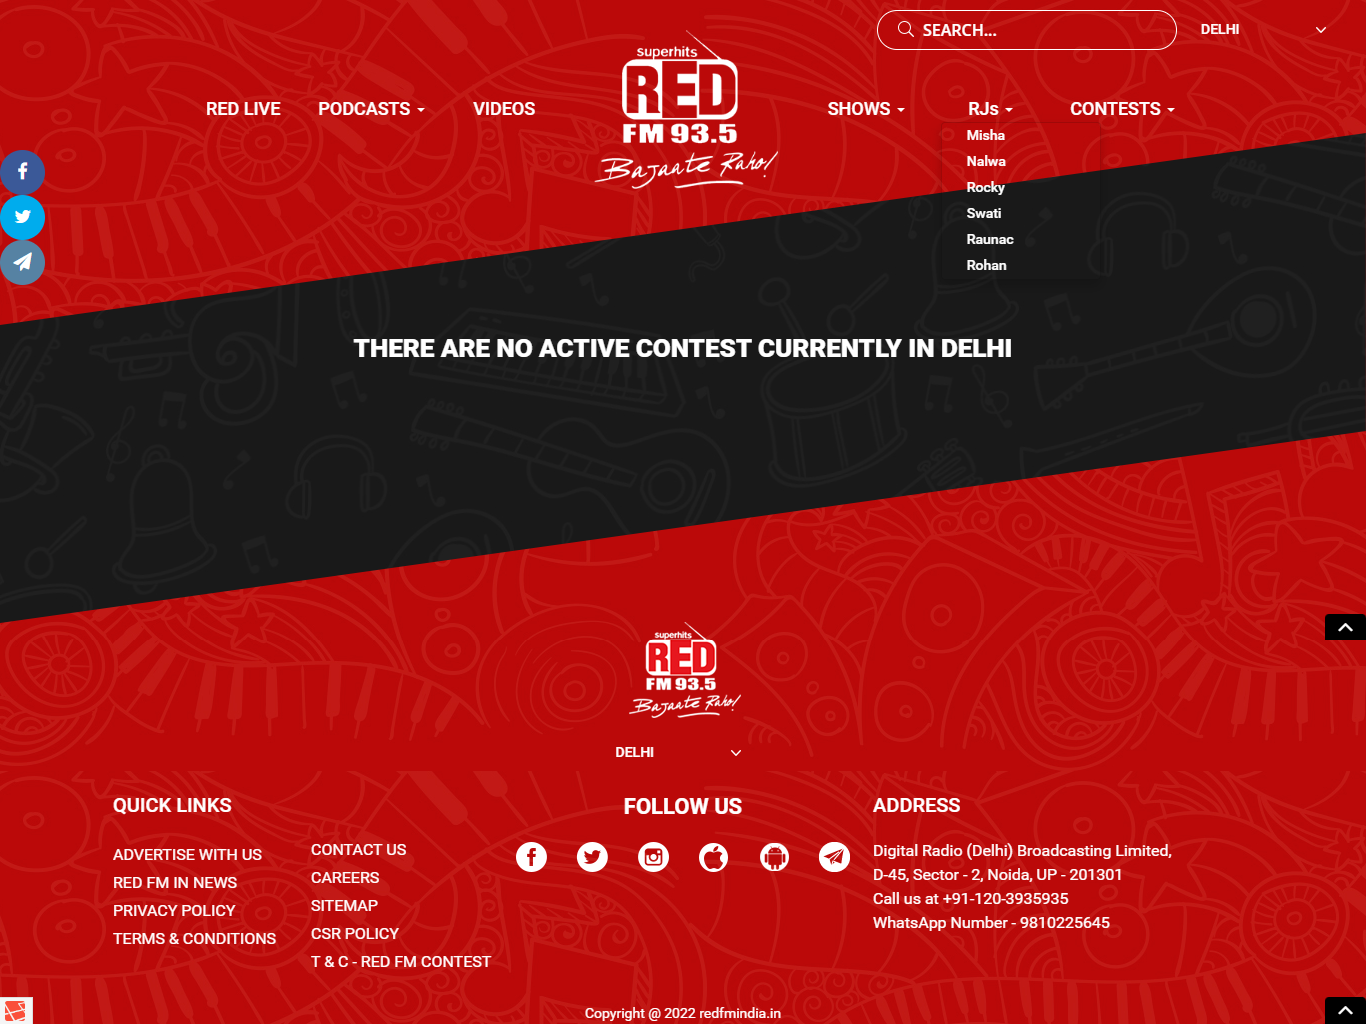 SEARCH...
DELHI
superhits
RED
FM 93.5
Bajaate Raho!
RED LIVE
PODCASTS
VIDEOS
SHOWS
RJs
CONTESTS
Misha
Nalwa
Rocky
Swati
Raunac
Rohan
THERE ARE NO ACTIVE CONTEST CURRENTLY IN DELHI
superhits
RED
FM 93.5
Bajaate Raho!
DELHI
QUICK LINKS
ADVERTISE WITH US
RED FM IN NEWS
PRIVACY POLICY
TERMS & CONDITIONS
CONTACT US
CAREERS
SITEMAP
CSR POLICY
T & C - RED FM CONTEST
FOLLOW US
ADDRESS
Digital Radio (Delhi) Broadcasting Limited,
D-45, Sector - 2, Noida, UP - 201301
Call us at +91-120-3935935
WhatsApp Number - 9810225645
Copyright @ 2022 redfmindia.in